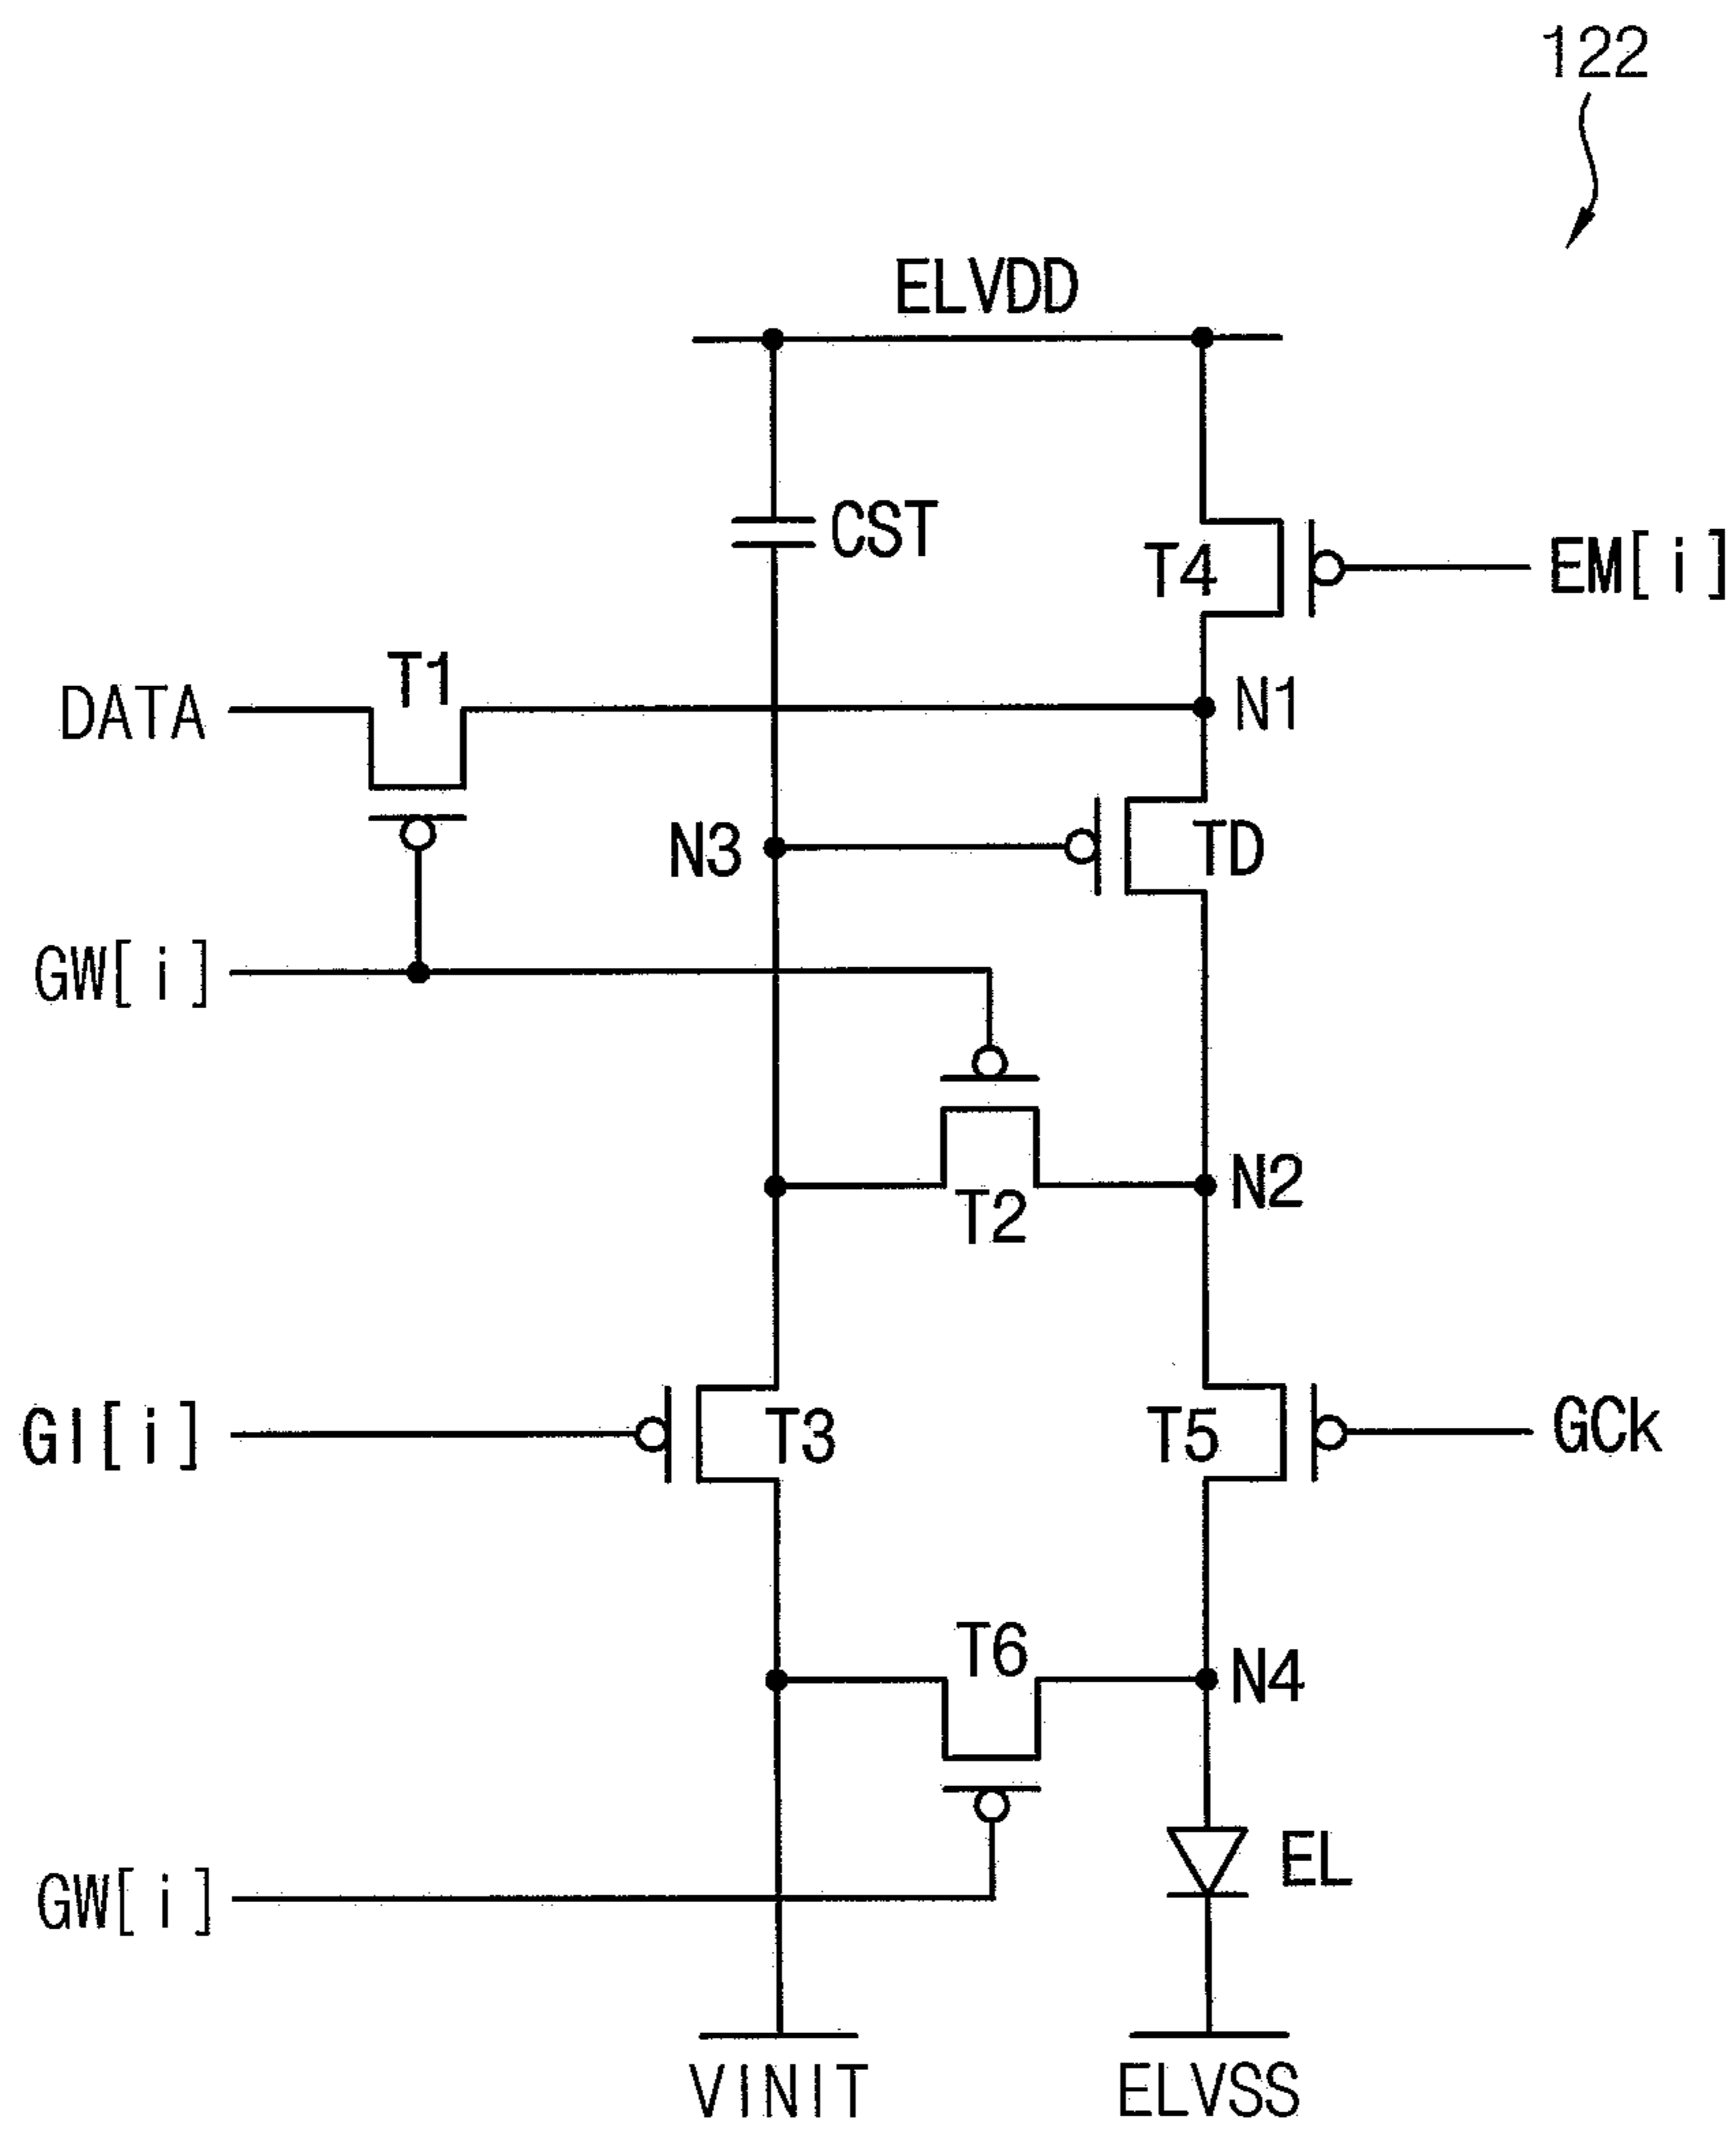 122
ELVDD
CST
T4
EM[i]
T1
DATA
N1
N3
TD
GW[i]
N2
T2
GI[i]
T3
T5
GCk
T6
N4
EL
GW[i]
VINIT
ELVSS